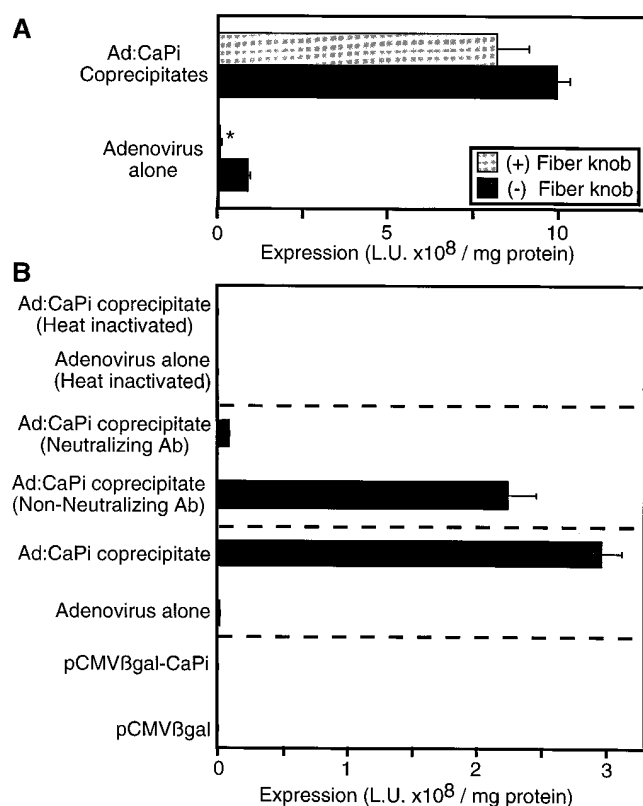 A
Ad:CaPi
Coprecipitates
*
Adenovirus
alone
(+) Fiber knob
(-) Fiber knob
0 5 10
Expression (L.U. x10⁸ / mg protein)
B
Ad:CaPi coprecipitate
(Heat inactivated)
Adenovirus alone
(Heat inactivated)
Ad:CaPi coprecipitate
(Neutralizing Ab)
Ad:CaPi coprecipitate
(Non-Neutralizing Ab)
Ad:CaPi coprecipitate
Adenovirus alone
pCMVβgal-CaPi
pCMVβgal
0 1 2 3
Expression (L.U. x10⁸ / mg protein)